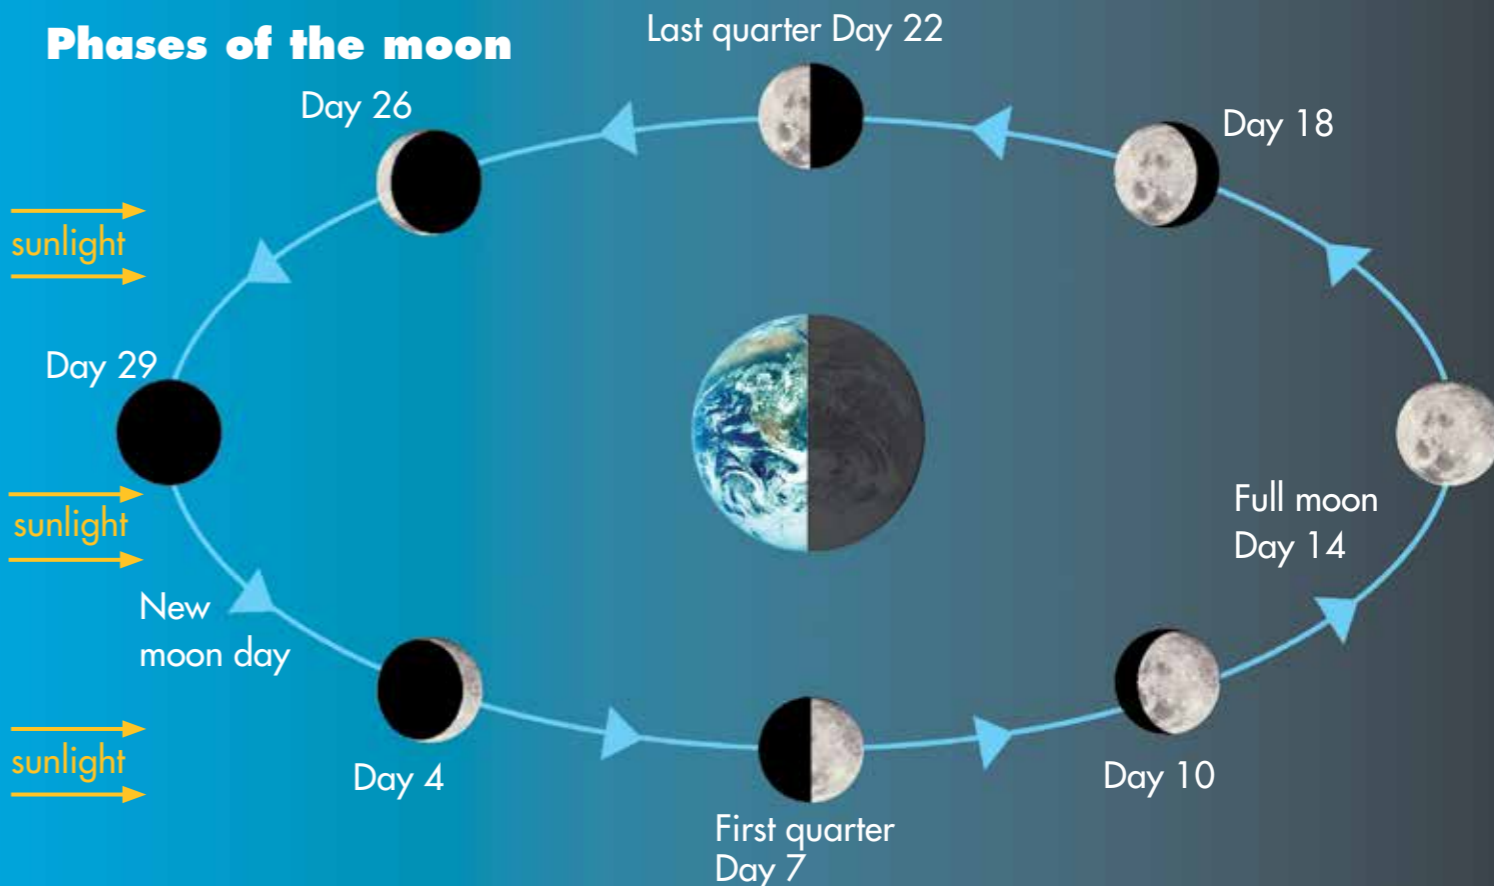 Phases of the moon
Last quarter Day 22
Day 26
Day 18
sunlight
Day 29
Full moon
Day 14
sunlight
New
moon day
sunlight
Day 4
Day 10
First quarter
Day 7